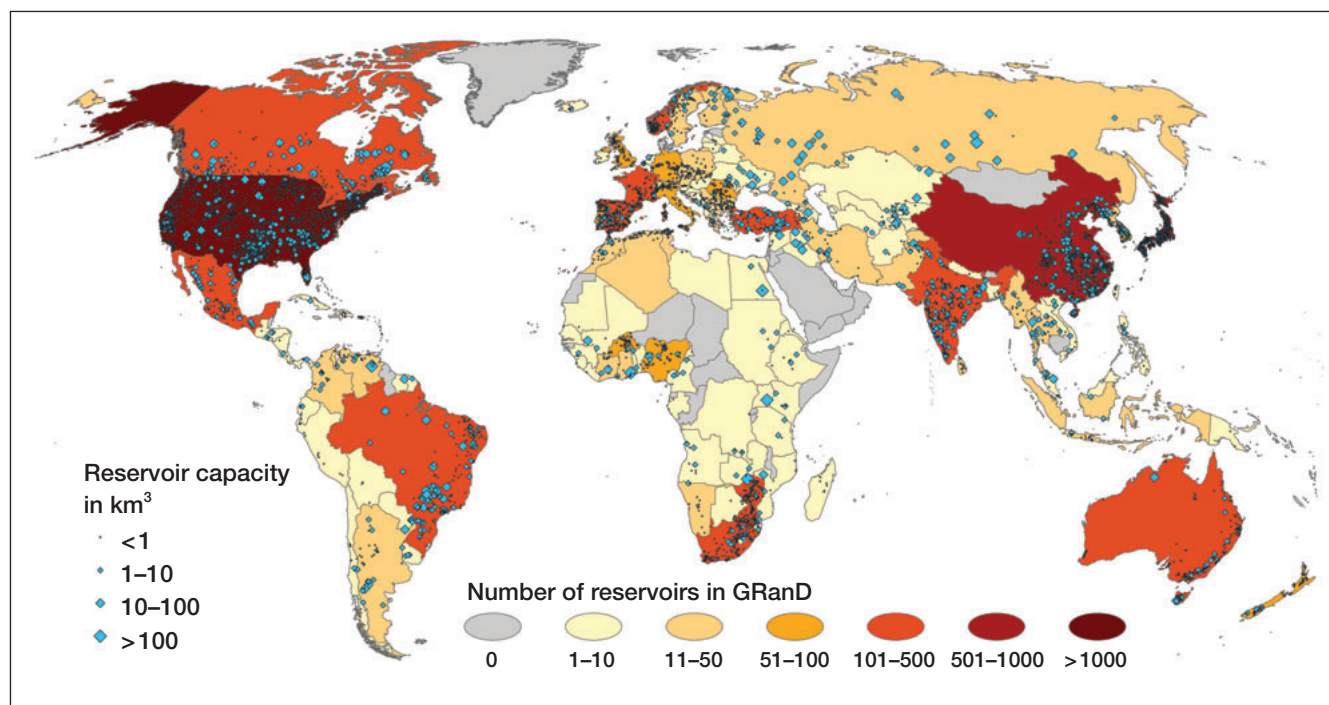 Reservoir capacity
in km³
<1
1–10
10–100
>100
Number of reservoirs in GRanD
0 1–10 11–50 51–100 101–500 501–1000 >1000